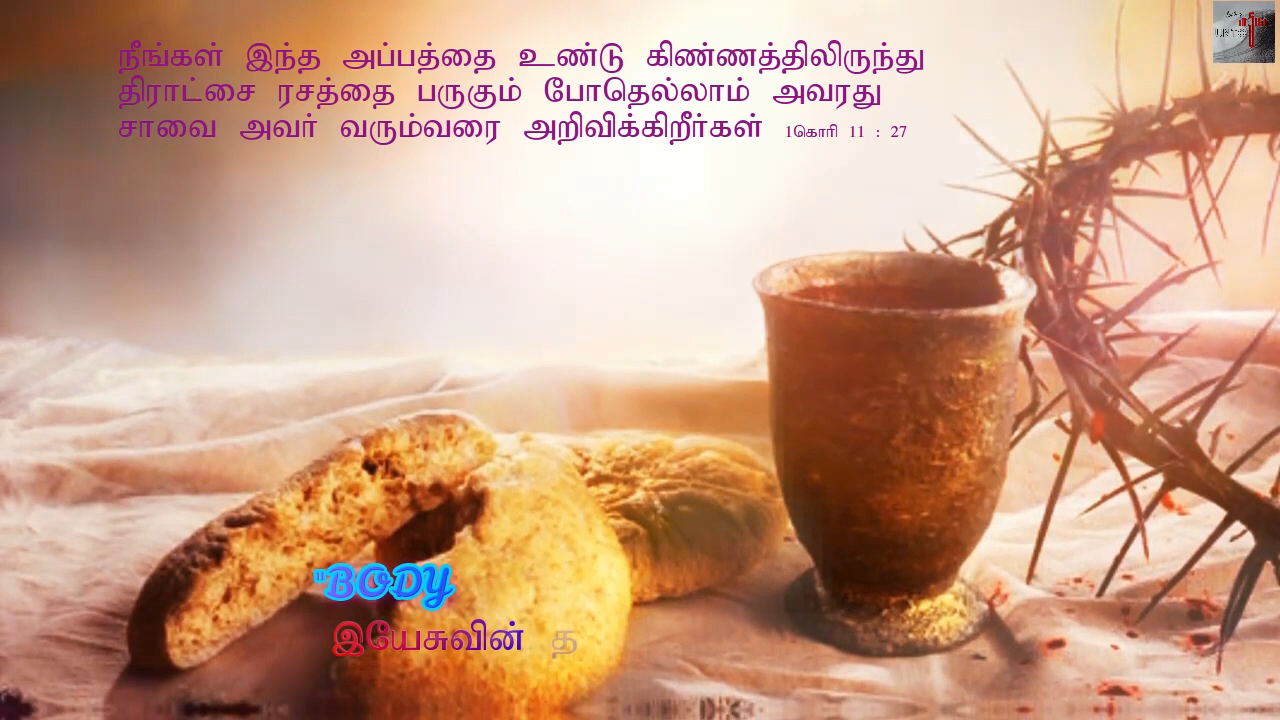 நீங்கள் இந்த அப்பத்தை உண்டு கிண்ணத்திலிருந்து
திராட்சை ரசத்தை பருகும் போதெல்லாம் அவரது
சாவை அவர் வரும்வரை அறிவிக்கிறீர்கள் 1கொரி 11 : 27
"BODY
இயேசுவின் த